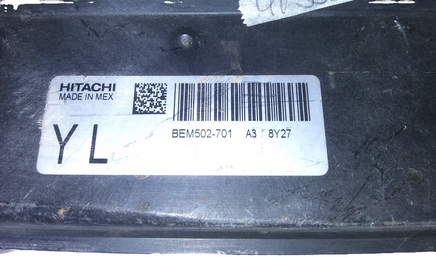 HITACHI
MADE IN MEX
BEM502-701 A3 8Y27
YL